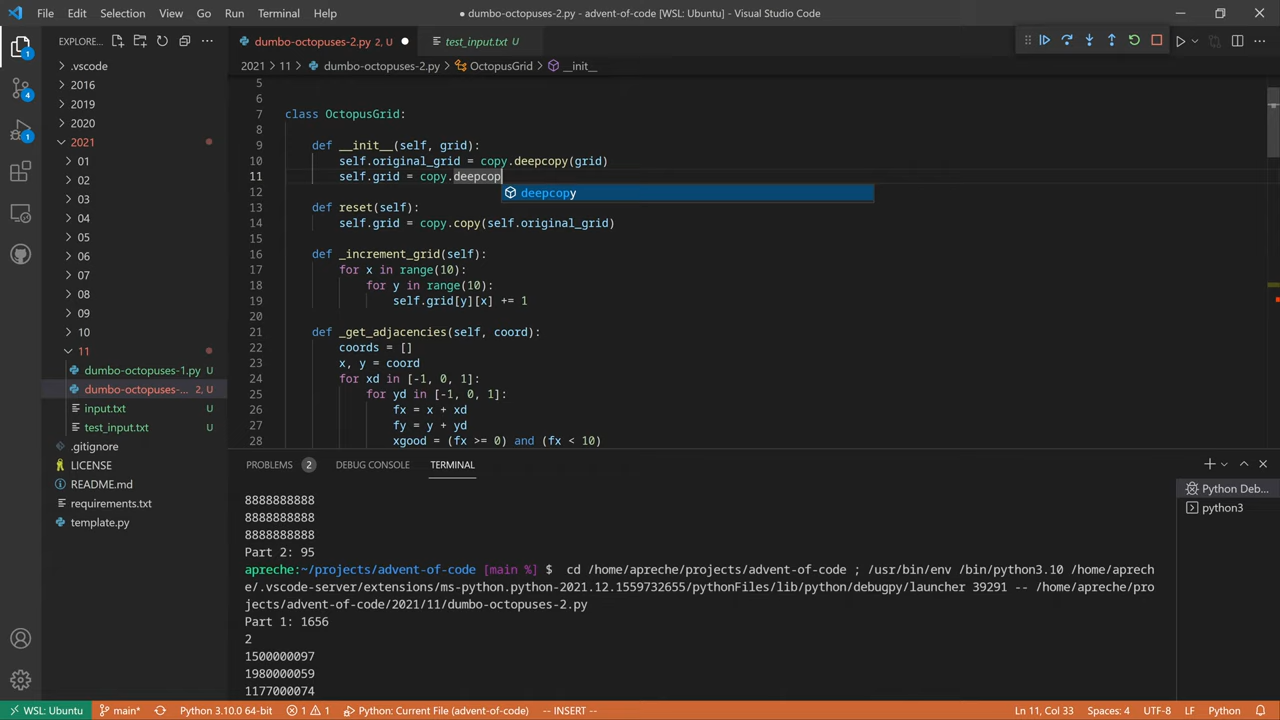 File Edit Selection View Go Run Terminal Help
● dumbo-octopuses-2.py - advent-of-code [WSL: Ubuntu] - Visual Studio Code
EXPLORE...
dumbo-octopuses-2.py 2, U ●
test_input.txt U
2021 > 11 > dumbo-octopuses-2.py > OctopusGrid > __init__
.vscode
2016
2019
2020
2021
01
02
03
04
05
06
07
08
09
10
11
dumbo-octopuses-1.py U
dumbo-octopuses-... 2, U
input.txt U
test_input.txt U
.gitignore
LICENSE
README.md
requirements.txt
template.py
1
4
1
5
6
7 class OctopusGrid:
8
9 def __init__(self, grid):
10 self.original_grid = copy.deepcopy(grid)
11 self.grid = copy.deepcop
deepcopy
12
13 def reset(self):
14 self.grid = copy.copy(self.original_grid)
15
16 def _increment_grid(self):
17 for x in range(10):
18 for y in range(10):
19 self.grid[y][x] += 1
20
21 def _get_adjacencies(self, coord):
22 coords = []
23 x, y = coord
24 for xd in [-1, 0, 1]:
25 for yd in [-1, 0, 1]:
26 fx = x + xd
27 fy = y + yd
28 xgood = (fx >= 0) and (fx < 10)
PROBLEMS 2 DEBUG CONSOLE TERMINAL
Python Deb...
python3
8888888888
8888888888
8888888888
Part 2: 95
apreche:~/projects/advent-of-code [main %] $ cd /home/apreche/projects/advent-of-code ; /usr/bin/env /bin/python3.10 /home/aprech
e/.vscode-server/extensions/ms-python.python-2021.12.1559732655/pythonFiles/lib/python/debugpy/launcher 39291 -- /home/apreche/pro
jects/advent-of-code/2021/11/dumbo-octopuses-2.py
Part 1: 1656
2
1500000097
1980000059
1177000074
WSL: Ubuntu main* Python 3.10.0 64-bit 1 1 Python: Current File (advent-of-code) -- INSERT -- Ln 11, Col 33 Spaces: 4 UTF-8 LF Python